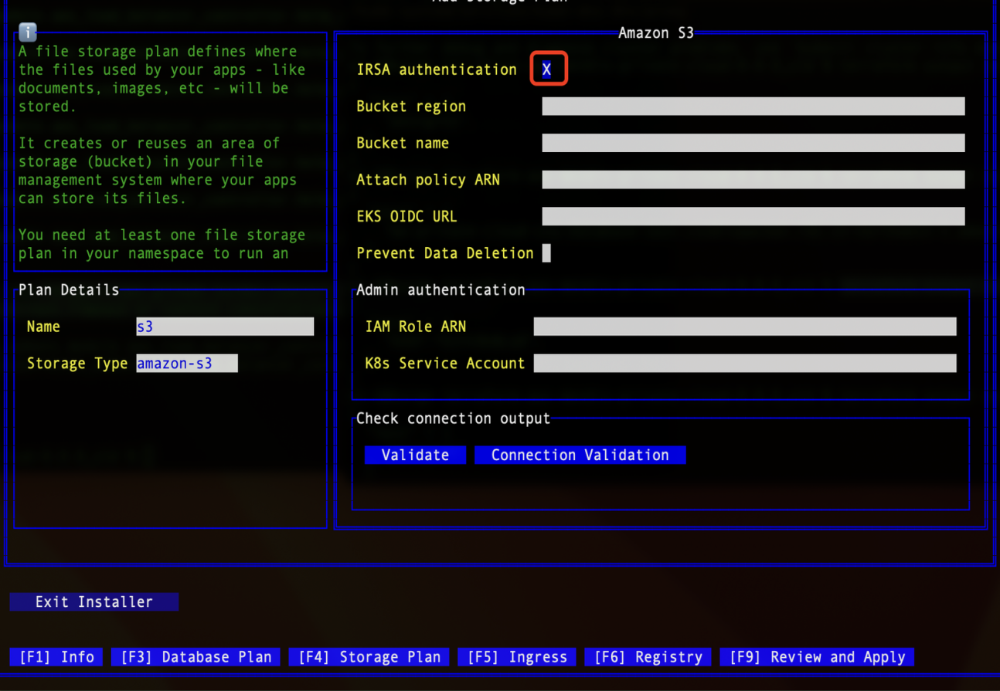 Add Storage Plan
i
A file storage plan defines where
the files used by your apps - like
documents, images, etc - will be
stored.
It creates or reuses an area of
storage (bucket) in your file
management system where your apps
can store its files.
You need at least one file storage
plan in your namespace to run an
Plan Details
Name s3
Storage Type amazon-s3
Amazon S3
IRSA authentication X
Bucket region
Bucket name
Attach policy ARN
EKS OIDC URL
Prevent Data Deletion
Admin authentication
IAM Role ARN
K8s Service Account
Check connection output
Validate Connection Validation
Exit Installer
[F1] Info [F3] Database Plan [F4] Storage Plan [F5] Ingress [F6] Registry [F9] Review and Apply